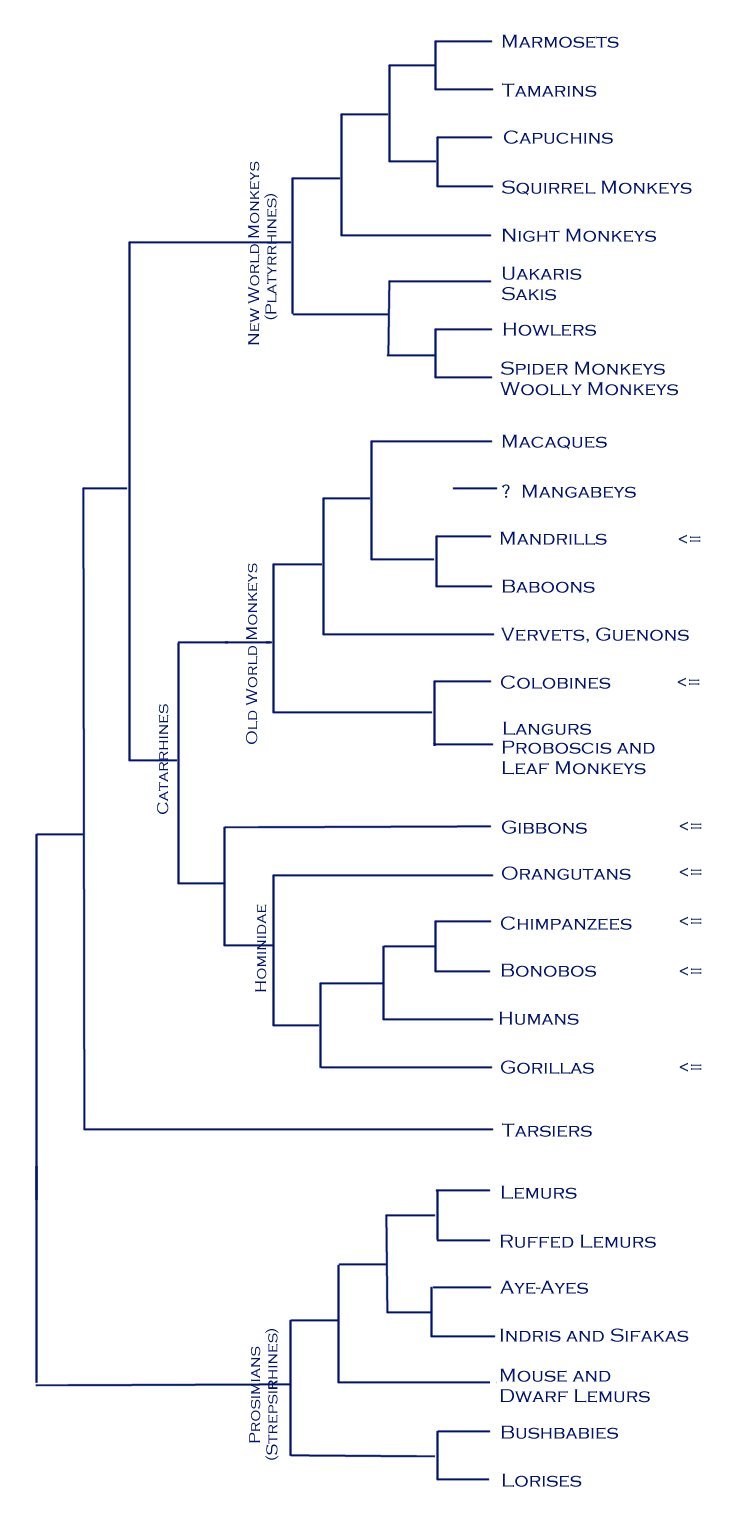 Marmosets
Tamarins
Capuchins
Squirrel Monkeys
New World Monkeys
(Platyrrhines)
Night Monkeys
Uakaris
Sakis
Howlers
Spider Monkeys
Woolly Monkeys
Macaques
? Mangabeys
Mandrills <=
Baboons
Old World Monkeys
Vervets, Guenons
Colobines <=
Langurs
Proboscis and
Leaf Monkeys
Catarrhines
Gibbons <=
Orangutans <=
Hominidae
Chimpanzees <=
Bonobos <=
Humans
Gorillas <=
Tarsiers
Lemurs
Ruffed Lemurs
Aye-Ayes
Indris and Sifakas
Prosimians
(Strepsirhines)
Mouse and
Dwarf Lemurs
Bushbabies
Lorises